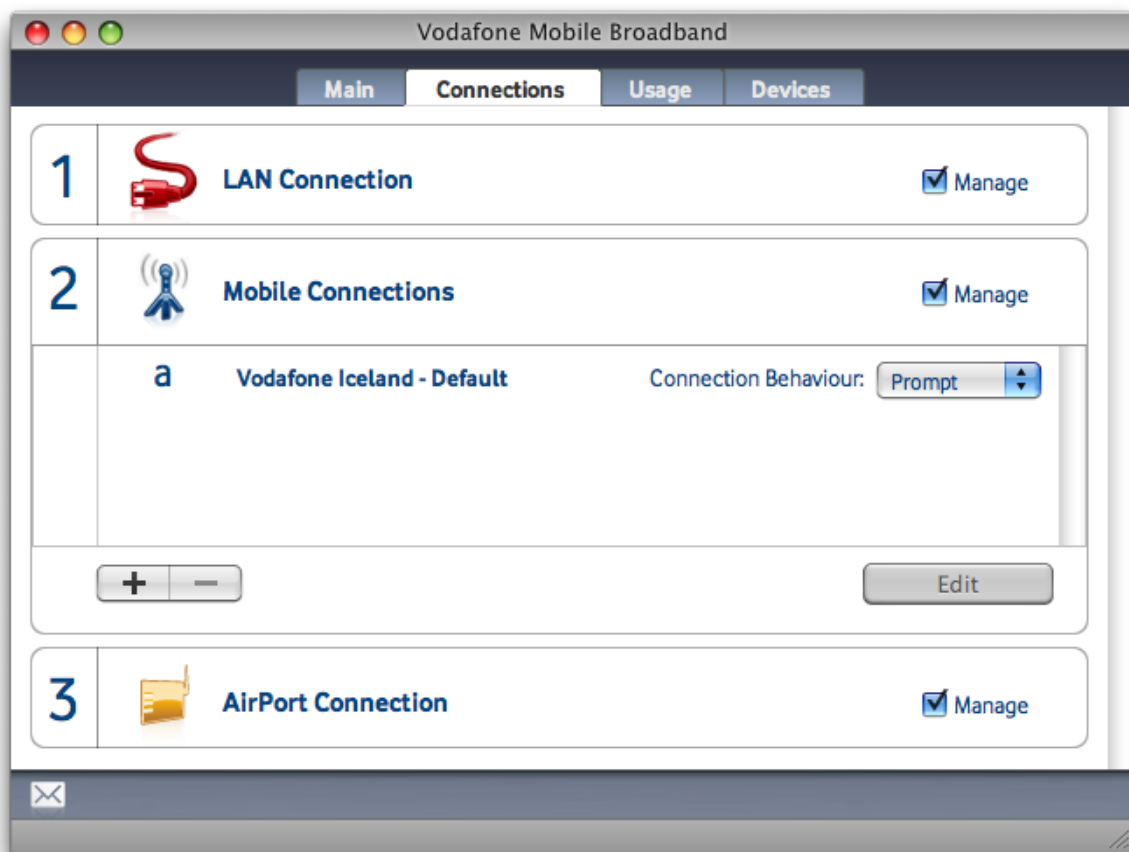 Vodafone Mobile Broadband
Main Connections Usage Devices
1 LAN Connection Manage
2 Mobile Connections Manage
a Vodafone Iceland - Default Connection Behaviour: Prompt
+ − Edit
3 AirPort Connection Manage